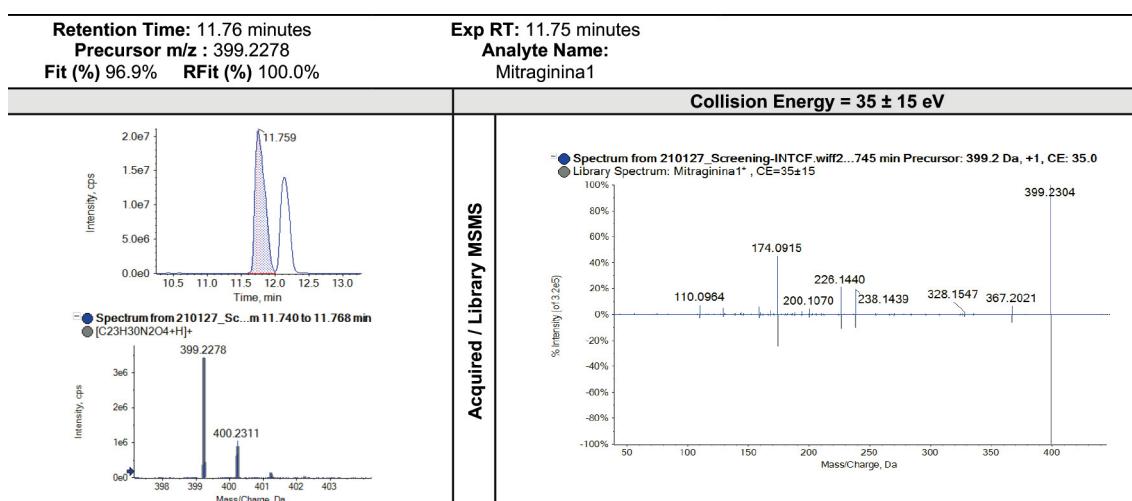 Retention Time: 11.76 minutes
Precursor m/z : 399.2278
Fit (%) 96.9% RFit (%) 100.0%
Exp RT: 11.75 minutes
Analyte Name:
Mitraginina1
Collision Energy = 35 ± 15 eV
Intensity, cps
2.0e7
1.5e7
1.0e7
5.0e6
0.0e0
11.759
10.5 11.0 11.5 12.0 12.5 13.0
Time, min
Spectrum from 210127_Sc...m 11.740 to 11.768 min
[C23H30N2O4+H]+
Intensity, cps
3e6
2e6
1e6
0e0
399.2278
400.2311
398 399 400 401 402 403
Mass/Charge, Da
Acquired / Library MSMS
Spectrum from 210127_Screening-INTCF.wiff2...745 min Precursor: 399.2 Da, +1, CE: 35.0
Library Spectrum: Mitraginina1* , CE=35±15
% Intensity (of 3.2e5)
100%
80%
60%
40%
20%
0%
-20%
-40%
-60%
-80%
-100%
399.2304
174.0915
226.1440
110.0964
200.1070
238.1439
328.1547
367.2021
50 100 150 200 250 300 350 400
Mass/Charge, Da